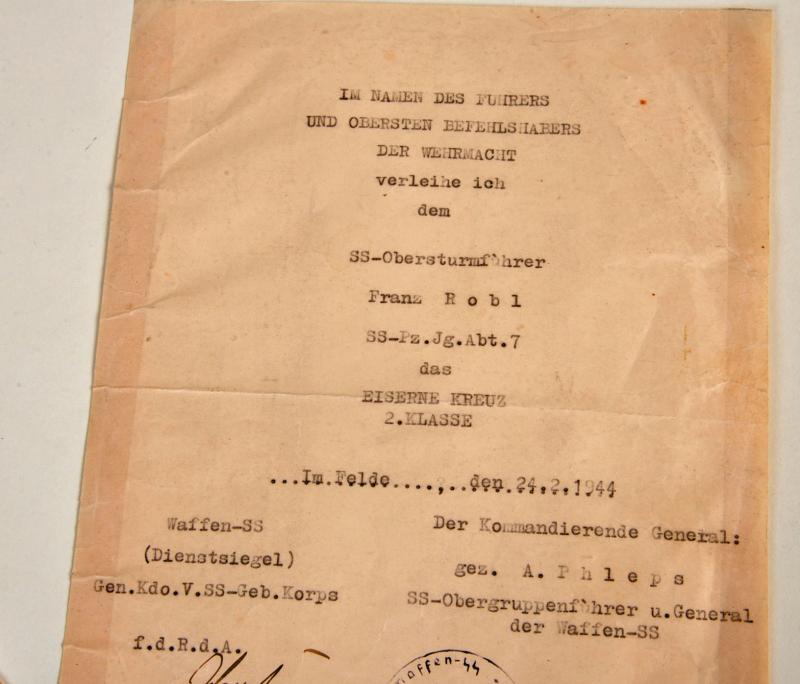 IM NAMEN DES FUHRERS
UND OBERSTEN BEFEHLSHABERS
DER WEHRMACHT
verleihe ich
dem
SS-Obersturmführer
Franz R o b l
SS-Pz.Jg.Abt.7
das
EISERNE KREUZ
2.KLASSE
...Im.Felde....,..den.24.2.1944
Waffen-SS
(Dienstsiegel)
Gen.Kdo.V.SS-Geb.Korps
Der Kommandierende General:
gez. A. P h l e p s
SS-Obergruppenführer u.General
der Waffen-SS
f.d.R.d.A.
Waffen-SS